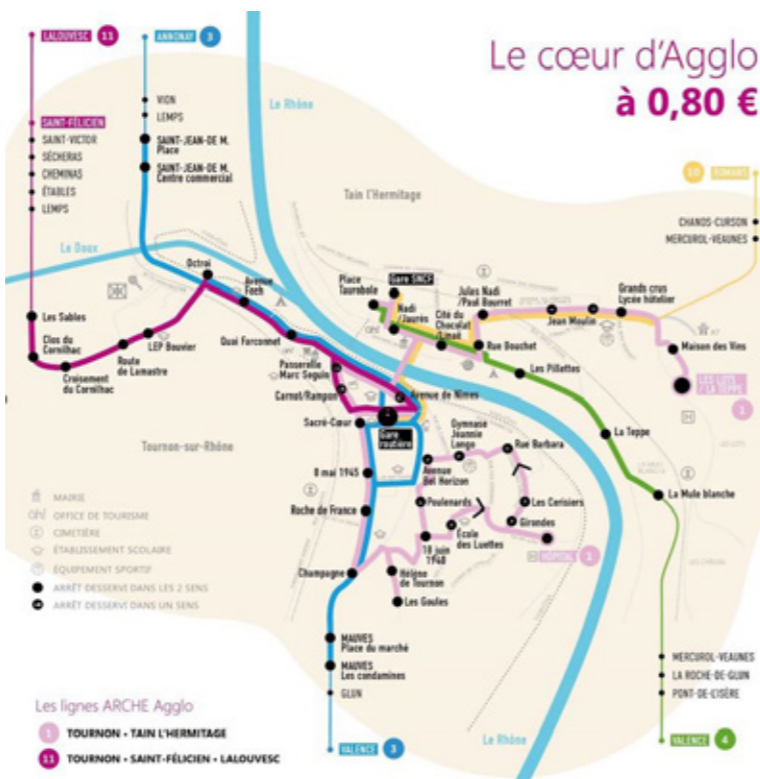 Le cœur d'Agglo
à 0,80 €
LALOUVESC 11
ANNONAY 3
SAINT-FÉLICIEN
SAINT-VICTOR
SÉCHERAS
CHEMINAS
ÉTABLES
LEMPS
VION
LEMPS
SAINT-JEAN-DE M.
Place
SAINT-JEAN-DE M.
Centre commercial
Le Rhône
Tain l'Hermitage
10 ROMANS
CHANOS-CURSON
MERCUROL-VEAUNES
Le Doux
Octroi
Avenue
Foch
Quai Farconnet
Les Sables
Clos du
Cornilhac
Croisement
du Cornilhac
Route
de Lamastre
LEP Bouvier
Passerelle
Marc Seguin
Carnot/Rampon
Sacré-Cœur
Gare
routière
Avenue de Nîmes
Place
Taurobole
Gare SNCF
Nadi
/Jaurès
Cité du
Chocolat
Jules Nadi
/Paul Bourret
Rue Bouchet
Jean Moulin
Grands crus
Lycée hôtelier
Maison des Vins
LA TEPPE
1
Les Pillettes
La Teppe
La Mule blanche
Tournon-sur-Rhône
8 mai 1945
Roche de France
Champagne
Avenue
Bel Horizon
Gymnase
Jeannie
Longo
Rue Barbara
Poulenards
Les Cerisiers
Girondes
École
des Luettes
18 juin
1940
Hélène
de Tournon
Les Goules
HÔPITAL 1
MAIRIE
OFFICE DE TOURISME
CIMETIÈRE
ÉTABLISSEMENT SCOLAIRE
ÉQUIPEMENT SPORTIF
ARRÊT DESSERVI DANS LES 2 SENS
ARRÊT DESSERVI DANS UN SENS
MAUVES
Place du marché
MAUVES
Les condamines
GLUN
VALENCE 3
MERCUROL-VEAUNES
LA ROCHE-DE-GLUN
PONT-DE-L'ISÈRE
VALENCE 4
Le Rhône
Les lignes ARCHE Agglo
1 TOURNON • TAIN L'HERMITAGE
11 TOURNON • SAINT-FÉLICIEN • LALOUVESC